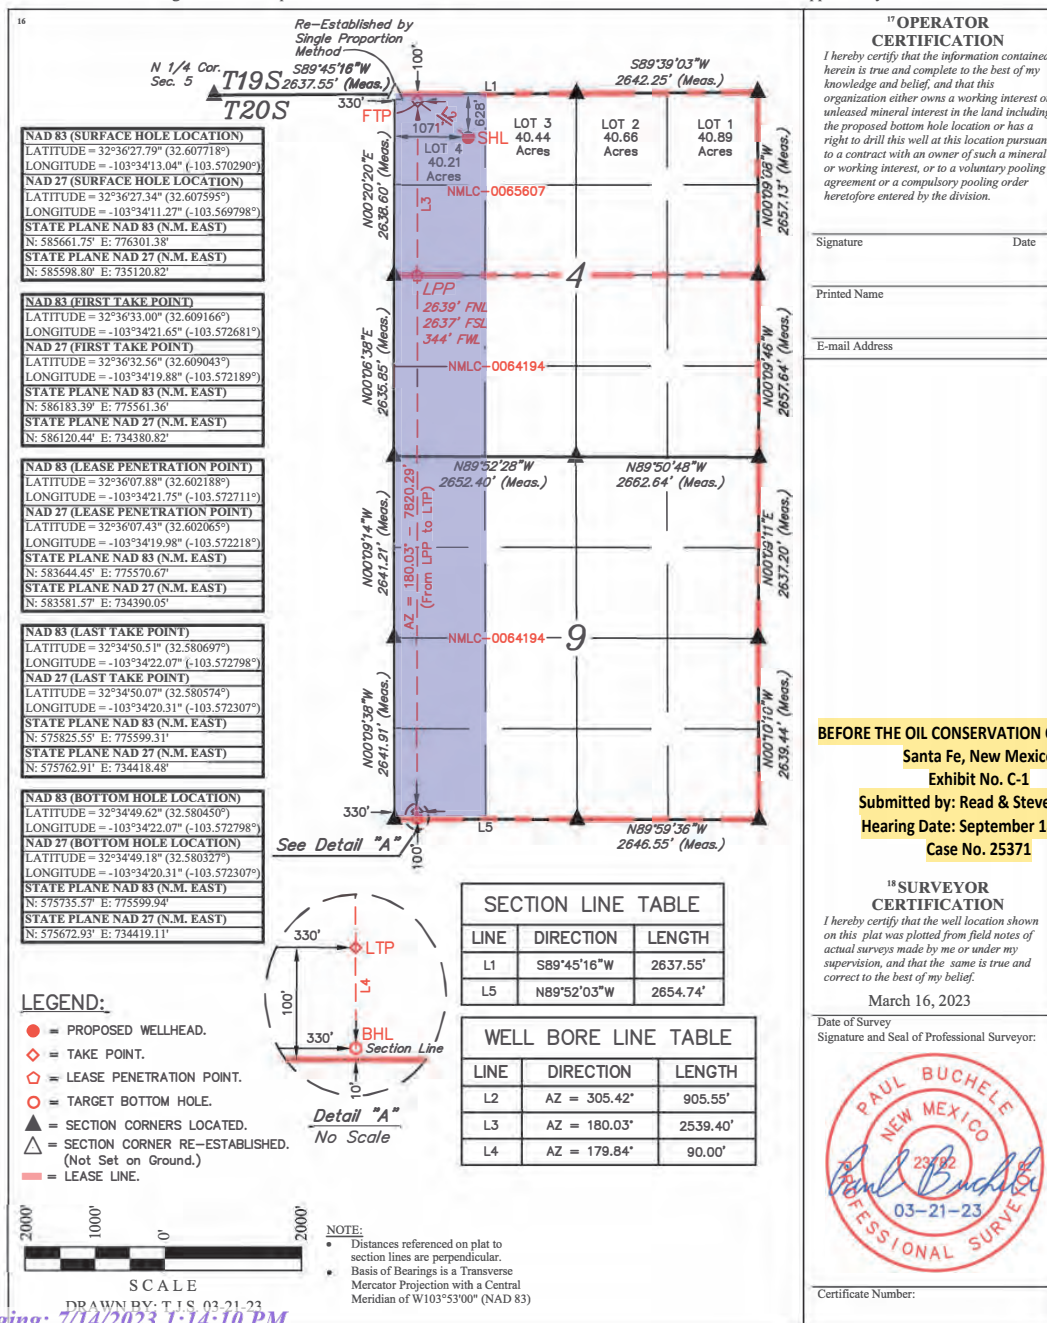 16
Re-Established by
Single Proportion
Method
N 1/4 Cor.
Sec. 5
T19S
T20S
S89°45'16"W
2637.55' (Meas.)
S89°39'03"W
2642.25' (Meas.)
100'
L1
330'
FTP
L2
628'
1071'
SHL
LOT 4
40.21
Acres
LOT 3
40.44
Acres
LOT 2
40.66
Acres
LOT 1
40.89
Acres
N00°20'20"E
2638.60' (Meas.)
L3
NMLC-0065607
N00°09'08"W
2657.13' (Meas.)
4
LPP
2639' FNL
2637' FSL
344' FWL
N00°06'38"E
2635.85' (Meas.)
NMLC-0064194
N00°09'46"W
2657.64' (Meas.)
N89°52'28"W
2652.40' (Meas.)
N89°50'48"W
2662.64' (Meas.)
N00°09'14"W
2641.21' (Meas.)
AZ = 180.03° - 7820.29'
(From LPP to LTP)
N00°09'11"E
2637.20' (Meas.)
NMLC-0064194
9
N00°09'38"W
2641.91' (Meas.)
N00°10'10"W
2639.44' (Meas.)
330'
L5
N89°59'36"W
2646.55' (Meas.)
See Detail "A"
100'
NAD 83 (SURFACE HOLE LOCATION)
LATITUDE = 32°36'27.79" (32.607718°)
LONGITUDE = -103°34'13.04" (-103.570290°)
NAD 27 (SURFACE HOLE LOCATION)
LATITUDE = 32°36'27.34" (32.607595°)
LONGITUDE = -103°34'11.27" (-103.569798°)
STATE PLANE NAD 83 (N.M. EAST)
N: 585661.75' E: 776301.38'
STATE PLANE NAD 27 (N.M. EAST)
N: 585598.80' E: 735120.82'
NAD 83 (FIRST TAKE POINT)
LATITUDE = 32°36'33.00" (32.609166°)
LONGITUDE = -103°34'21.65" (-103.572681°)
NAD 27 (FIRST TAKE POINT)
LATITUDE = 32°36'32.56" (32.609043°)
LONGITUDE = -103°34'19.88" (-103.572189°)
STATE PLANE NAD 83 (N.M. EAST)
N: 586183.39' E: 775561.36'
STATE PLANE NAD 27 (N.M. EAST)
N: 586120.44' E: 734380.82'
NAD 83 (LEASE PENETRATION POINT)
LATITUDE = 32°36'07.88" (32.602188°)
LONGITUDE = -103°34'21.75" (-103.572711°)
NAD 27 (LEASE PENETRATION POINT)
LATITUDE = 32°36'07.43" (32.602065°)
LONGITUDE = -103°34'19.98" (-103.572218°)
STATE PLANE NAD 83 (N.M. EAST)
N: 583644.45' E: 775570.67'
STATE PLANE NAD 27 (N.M. EAST)
N: 583581.57' E: 734390.05'
NAD 83 (LAST TAKE POINT)
LATITUDE = 32°34'50.51" (32.580697°)
LONGITUDE = -103°34'22.07" (-103.572798°)
NAD 27 (LAST TAKE POINT)
LATITUDE = 32°34'50.07" (32.580574°)
LONGITUDE = -103°34'20.31" (-103.572307°)
STATE PLANE NAD 83 (N.M. EAST)
N: 575825.55' E: 775599.31'
STATE PLANE NAD 27 (N.M. EAST)
N: 575762.91' E: 734418.48'
NAD 83 (BOTTOM HOLE LOCATION)
LATITUDE = 32°34'49.62" (32.580450°)
LONGITUDE = -103°34'22.07" (-103.572798°)
NAD 27 (BOTTOM HOLE LOCATION)
LATITUDE = 32°34'49.18" (32.580327°)
LONGITUDE = -103°34'20.31" (-103.572307°)
STATE PLANE NAD 83 (N.M. EAST)
N: 575735.57' E: 775599.94'
STATE PLANE NAD 27 (N.M. EAST)
N: 575672.93' E: 734419.11'
LEGEND:
= PROPOSED WELLHEAD.
= TAKE POINT.
= LEASE PENETRATION POINT.
= TARGET BOTTOM HOLE.
= SECTION CORNERS LOCATED.
= SECTION CORNER RE-ESTABLISHED.
(Not Set on Ground.)
= LEASE LINE.
330'
LTP
L4
100'
330'
BHL
Section Line
10'
Detail "A"
No Scale
SECTION LINE TABLE
LINE DIRECTION LENGTH
L1 S89°45'16"W 2637.55'
L5 N89°52'03"W 2654.74'
WELL BORE LINE TABLE
LINE DIRECTION LENGTH
L2 AZ = 305.42° 905.55'
L3 AZ = 180.03° 2539.40'
L4 AZ = 179.84° 90.00'
2000' 1000' 0' 2000'
SCALE
DRAWN BY: T.J.S. 03-21-23
NOTE:
• Distances referenced on plat to
section lines are perpendicular.
• Basis of Bearings is a Transverse
Mercator Projection with a Central
Meridian of W103°53'00" (NAD 83)
ging: 7/14/2023 1:14:10 PM
17 OPERATOR
CERTIFICATION
I hereby certify that the information contained
herein is true and complete to the best of my
knowledge and belief, and that this
organization either owns a working interest or
unleased mineral interest in the land including
the proposed bottom hole location or has a
right to drill this well at this location pursuan
to a contract with an owner of such a mineral
or working interest, or to a voluntary pooling
agreement or a compulsory pooling order
heretofore entered by the division.
Signature Date
Printed Name
E-mail Address
BEFORE THE OIL CONSERVATION
Santa Fe, New Mexic
Exhibit No. C-1
Submitted by: Read & Steve
Hearing Date: September 1
Case No. 25371
18 SURVEYOR
CERTIFICATION
I hereby certify that the well location shown
on this plat was plotted from field notes of
actual surveys made by me or under my
supervision, and that the same is true and
correct to the best of my belief.
March 16, 2023
Date of Survey
Signature and Seal of Professional Surveyor:
PAUL BUCHELE
NEW MEXICO
23782
Paul Buchele
03-21-23
PROFESSIONAL SURVEYOR
Certificate Number: